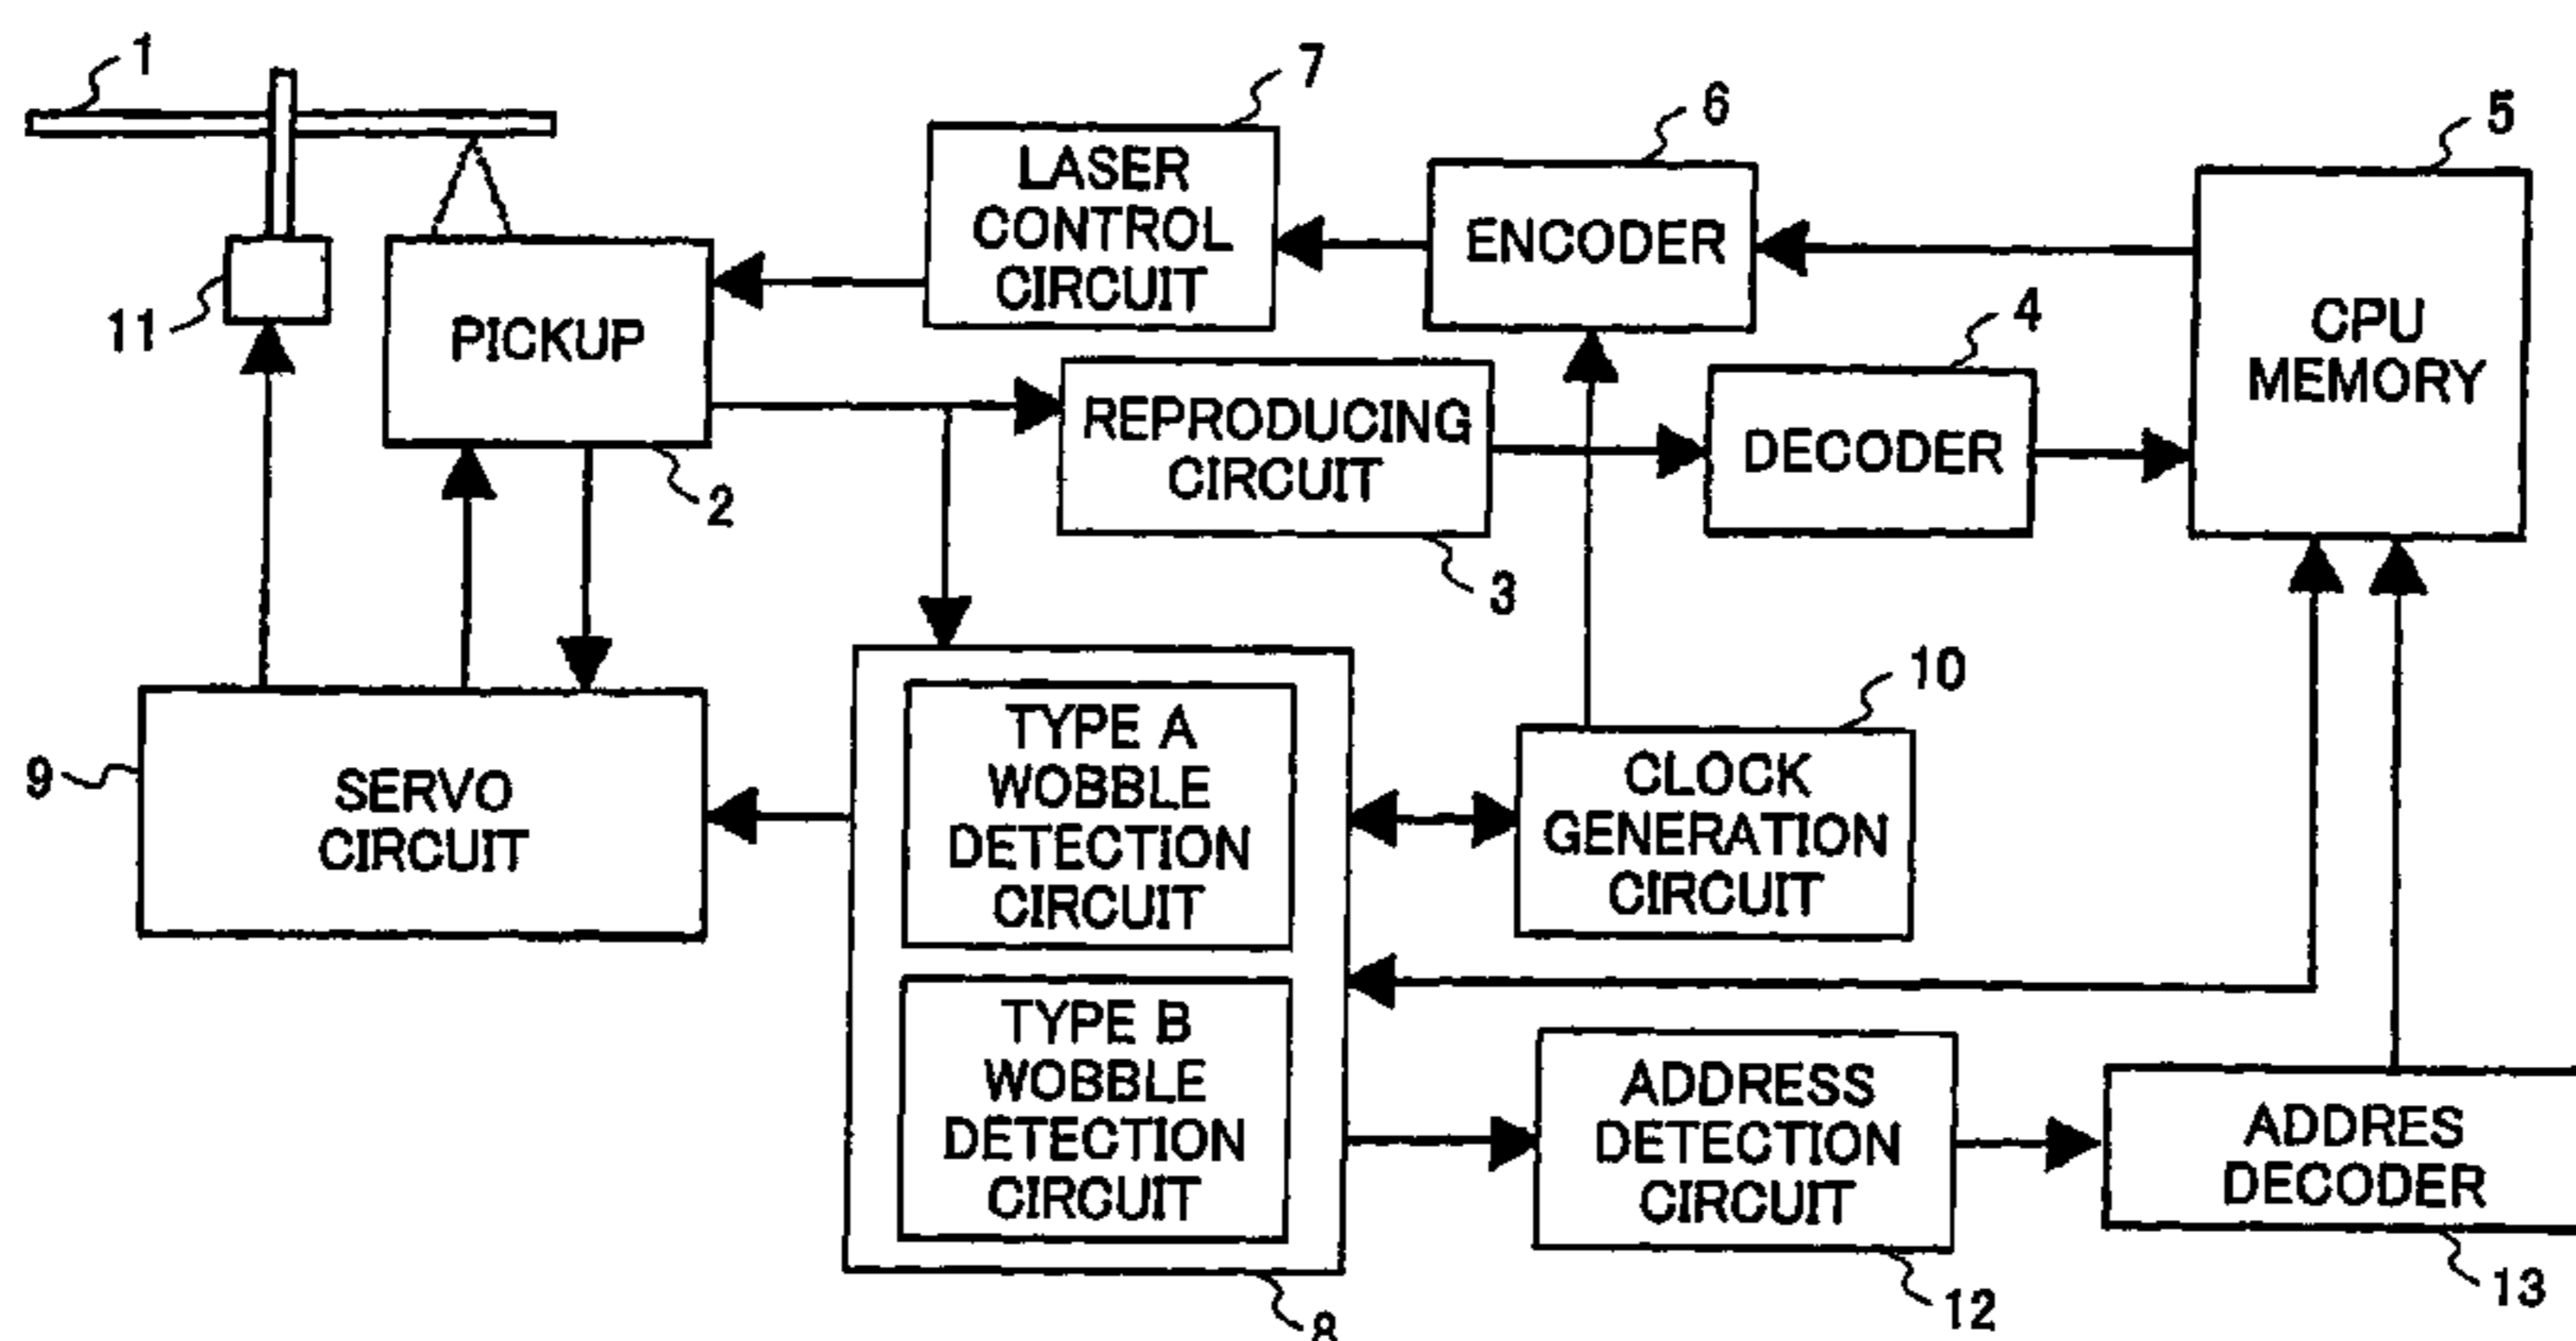 1
7
6
5
LASER
CONTROL
CIRCUIT
ENCODER
CPU
MEMORY
11
PICKUP
4
REPRODUCING
CIRCUIT
DECODER
2
3
10
TYPE A
WOBBLE
DETECTION
CIRCUIT
CLOCK
GENERATION
CIRCUIT
9
SERVO
CIRCUIT
TYPE B
WOBBLE
DETECTION
CIRCUIT
ADDRESS
DETECTION
CIRCUIT
ADDRES
DECODER
8
12
13